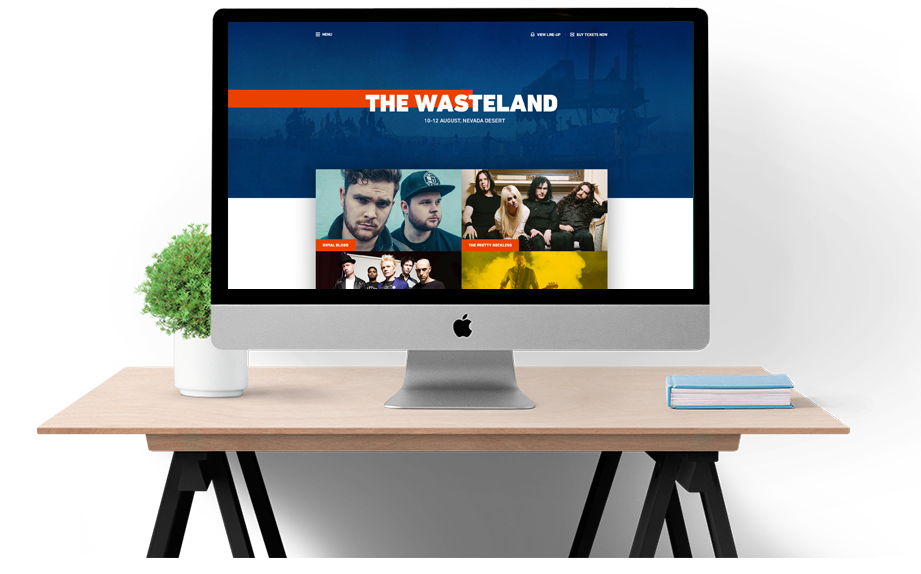 MENU
VIEW LINE-UP
BUY TICKETS NOW
THE WASTELAND
10-12 AUGUST, NEVADA DESERT
ROYAL BLOOD
THE PRETTY RECKLESS